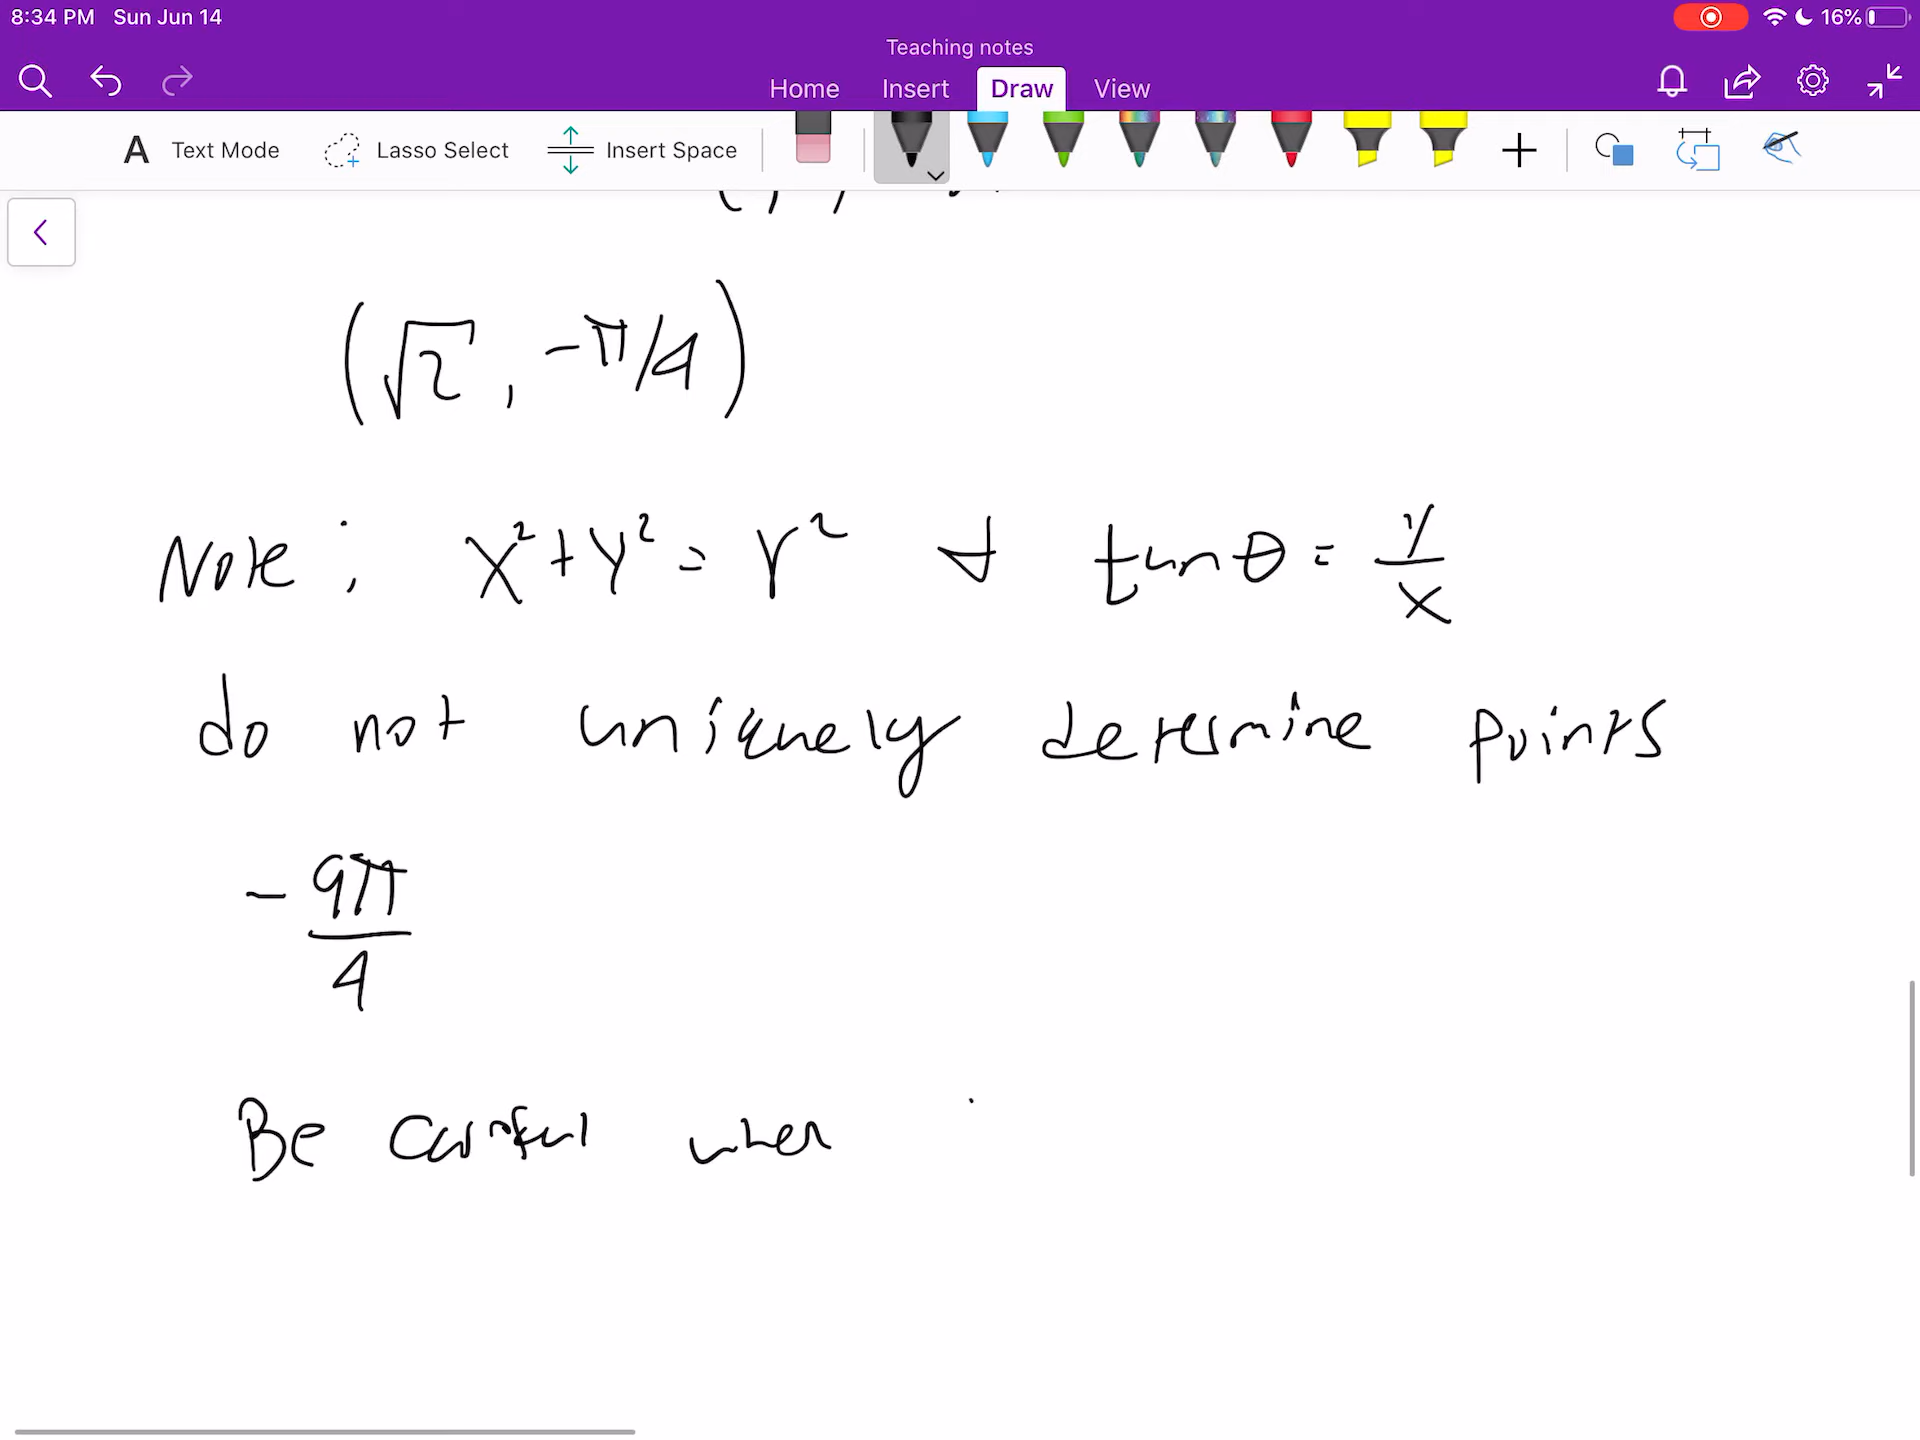 8:34 PM Sun Jun 14
16%
Teaching notes
Home Insert Draw View
A Text Mode Lasso Select Insert Space
(√2, -π/4)
Note: x²+y² = r² & tanθ = y/x
do not uniquely determine points
- 9π/4
Be careful when